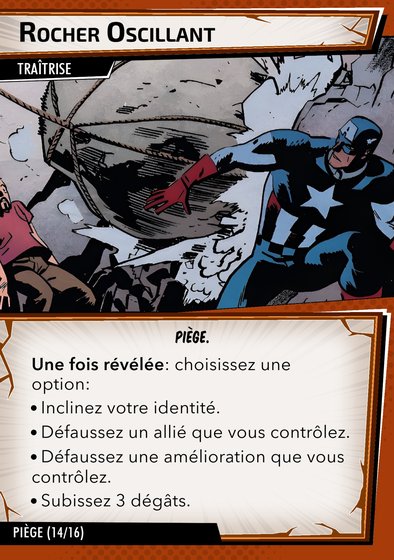 Rocher Oscillant
TRAÎTRISE
PIÈGE.
Une fois révélée: choisissez une
option:
• Inclinez votre identité.
• Défaussez un allié que vous contrôlez.
• Défaussez une amélioration que vous
contrôlez.
• Subissez 3 dégâts.
PIÈGE (14/16)